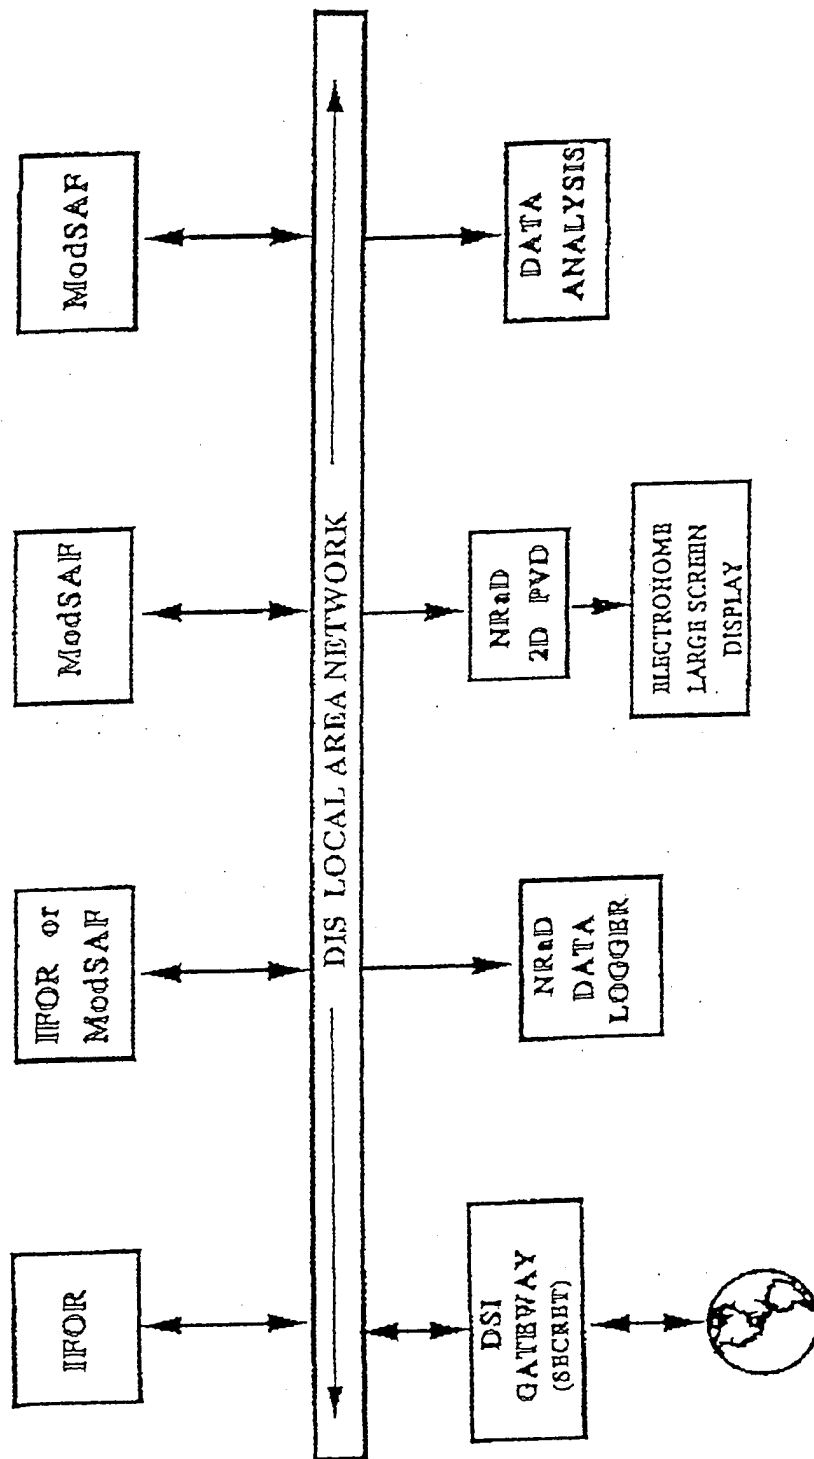 IFOR
IFOR or
ModSAF
ModSAF
ModSAF
DIS LOCAL AREA NETWORK
DSI
GATEWAY
(SECRET)
NRaD
DATA
LOGGER
NRaD
2D PVD
ELECTROHOME
LARGE SCREEN
DISPLAY
DATA
ANALYSIS